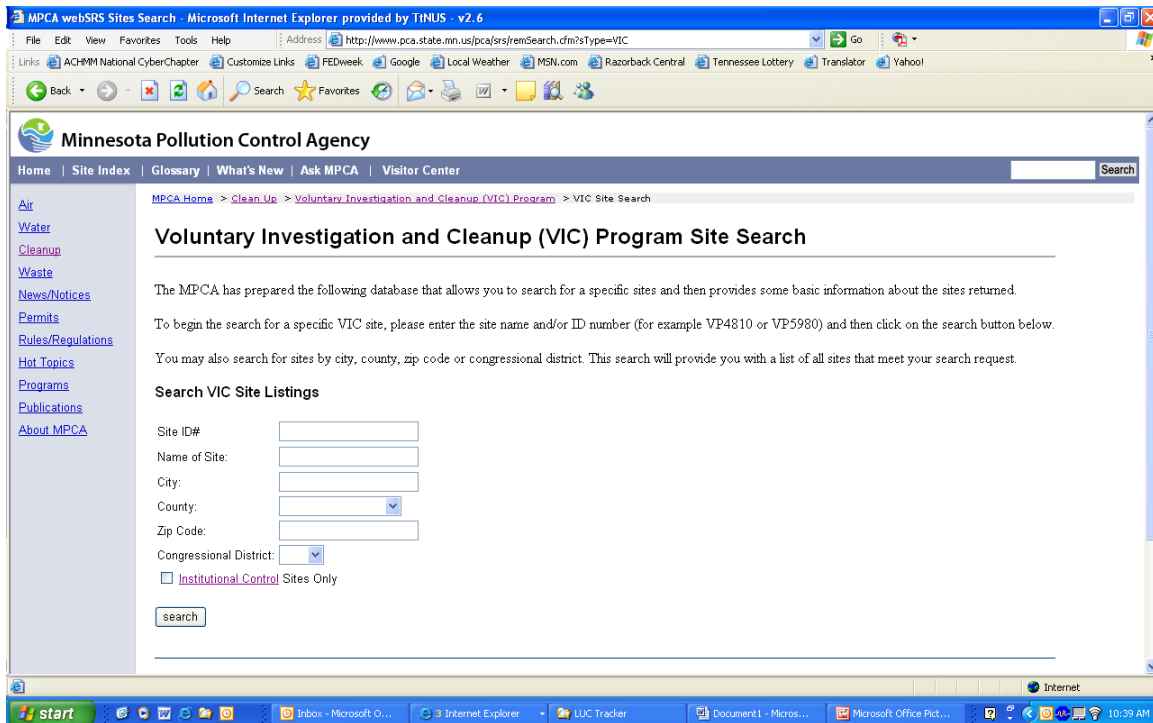 MPCA webSRS Sites Search - Microsoft Internet Explorer provided by TtNUS - v2.6
File Edit View Favorites Tools Help Address http://www.pca.state.mn.us/pca/srs/remSearch.cfm?sType=VIC Go
Links ACHMM National CyberChapter Customize Links FEDweek Google Local Weather MSN.com Razorback Central Tennessee Lottery Translator Yahoo!
Back Search Favorites
Minnesota Pollution Control Agency
Home | Site Index | Glossary | What's New | Ask MPCA | Visitor Center Search
MPCA Home > Clean Up > Voluntary Investigation and Cleanup (VIC) Program > VIC Site Search
Air
Water
Cleanup
Waste
News/Notices
Permits
Rules/Regulations
Hot Topics
Programs
Publications
About MPCA
Voluntary Investigation and Cleanup (VIC) Program Site Search
The MPCA has prepared the following database that allows you to search for a specific sites and then provides some basic information about the sites returned.
To begin the search for a specific VIC site, please enter the site name and/or ID number (for example VP4810 or VP5980) and then click on the search button below.
You may also search for sites by city, county, zip code or congressional district. This search will provide you with a list of all sites that meet your search request.
Search VIC Site Listings
Site ID#
Name of Site:
City:
County:
Zip Code:
Congressional District:
Institutional Control Sites Only
search
Internet
start Inbox - Microsoft O... 3 Internet Explorer LUC Tracker Document1 - Micros... Microsoft Office Pict... 10:39 AM